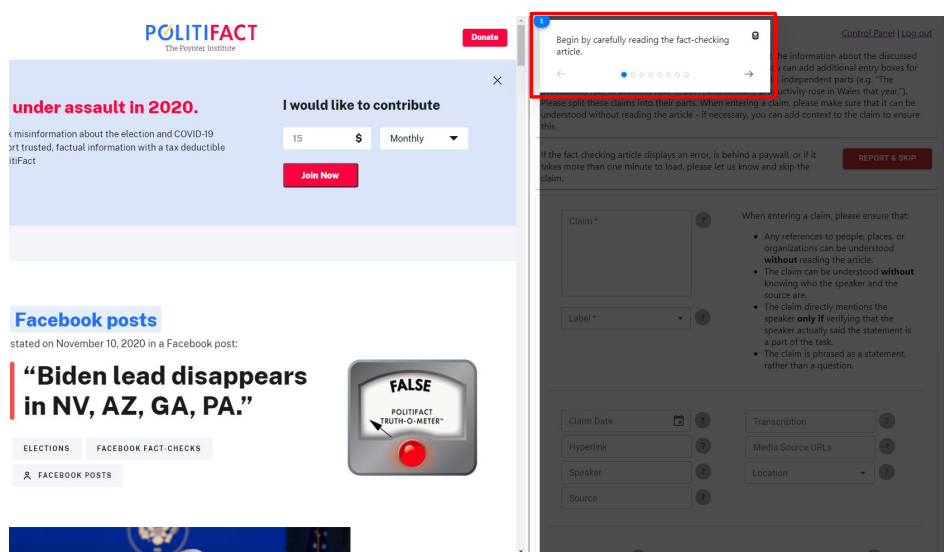 POLITIFACT
The Poynter Institute
Donate
under assault in 2020.
k misinformation about the election and COVID-19
ort trusted, factual information with a tax deductible
itiFact
I would like to contribute
15 $ Monthly
Join Now
Facebook posts
stated on November 10, 2020 in a Facebook post:
“Biden lead disappears
in NV, AZ, GA, PA.”
ELECTIONS FACEBOOK FACT-CHECKS
FACEBOOK POSTS
FALSE
POLITIFACT
TRUTH-O-METER™
1
Begin by carefully reading the fact-checking
article.
Control Panel | Log out
the information about the discussed
can add additional entry boxes for
independent parts (e.g. "The
productivity rose in Wales that year.").
Please split these claims into their parts. When entering a claim, please make sure that it can be
understood without reading the article - if necessary, you can add context to the claim to ensure
this.
If the fact checking article displays an error, is behind a paywall, or if it
takes more than one minute to load, please let us know and skip the
claim.
REPORT & SKIP
Claim * ?
When entering a claim, please ensure that:
• Any references to people, places, or
organizations can be understood
without reading the article.
• The claim can be understood without
knowing who the speaker and the
source are.
• The claim directly mentions the
speaker only if verifying that the
speaker actually said the statement is
a part of the task.
• The claim is phrased as a statement,
rather than a question.
Label * ?
Claim Date ? Transcription ?
Hyperlink ? Media Source URLs ?
Speaker ? Location ?
Source ?